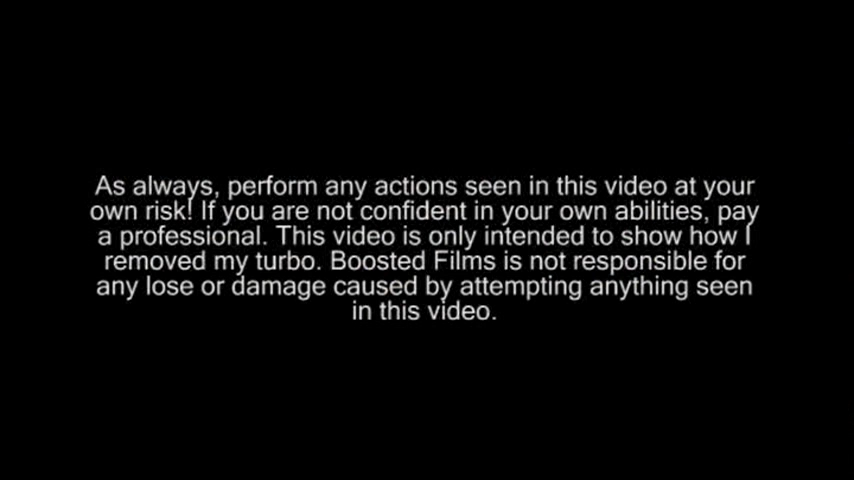 As always, perform any actions seen in this video at your
own risk! If you are not confident in your own abilities, pay
a professional. This video is only intended to show how I
removed my turbo. Boosted Films is not responsible for
any lose or damage caused by attempting anything seen
in this video.